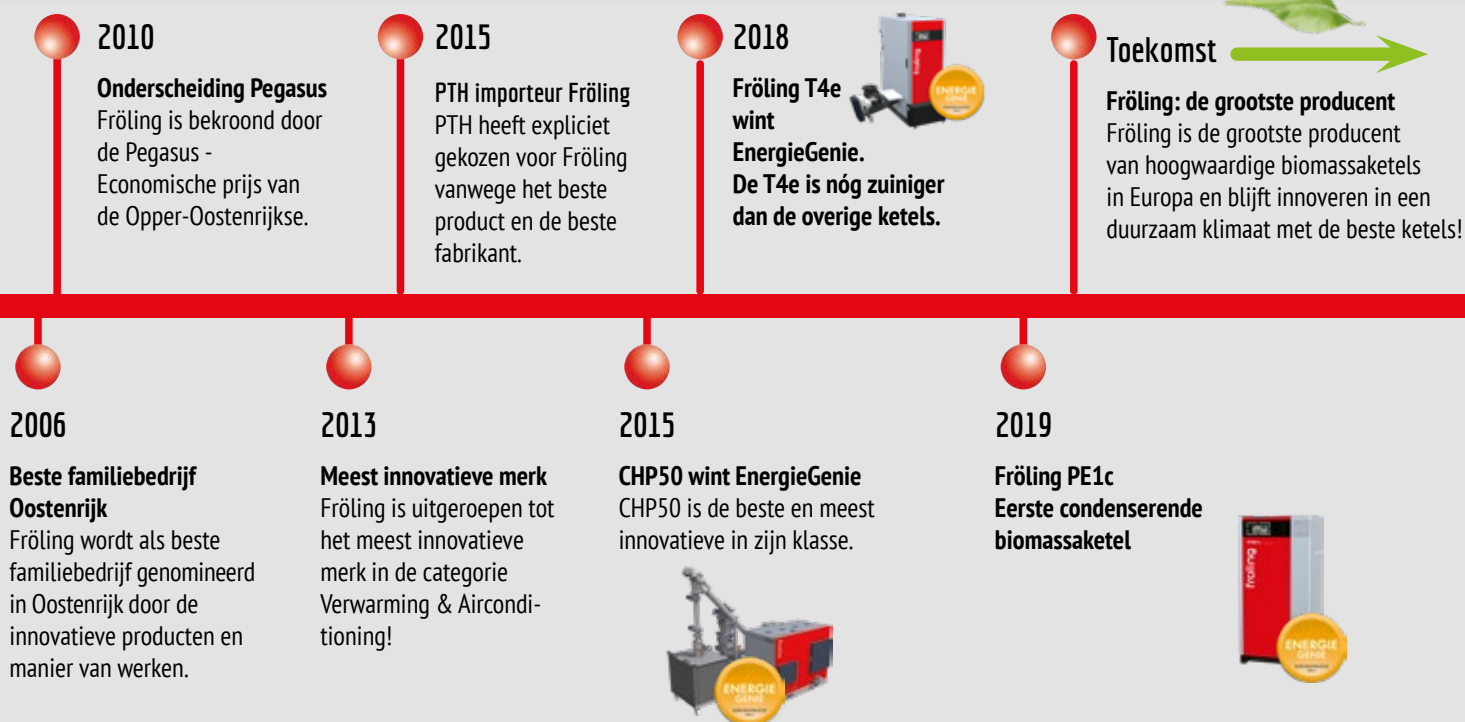 2010
Onderscheiding Pegasus
Fröling is bekroond door
de Pegasus -
Economische prijs van
de Opper-Oostenrijkse.
2015
PTH importeur Fröling
PTH heeft expliciet
gekozen voor Fröling
vanwege het beste
product en de beste
fabrikant.
2018
Fröling T4e
wint
EnergieGenie.
De T4e is nóg zuiniger
dan de overige ketels.
fröling
ENERGIE
GENIE
Toekomst
Fröling: de grootste producent
Fröling is de grootste producent
van hoogwaardige biomassaketels
in Europa en blijft innoveren in een
duurzaam klimaat met de beste ketels!
2006
Beste familiebedrijf
Oostenrijk
Fröling wordt als beste
familiebedrijf genomineerd
in Oostenrijk door de
innovatieve producten en
manier van werken.
2013
Meest innovatieve merk
Fröling is uitgeroepen tot
het meest innovatieve
merk in de categorie
Verwarming & Aircondi-
tioning!
2015
CHP50 wint EnergieGenie
CHP50 is de beste en meest
innovatieve in zijn klasse.
ENERGIE
GENIE
2019
Fröling PE1c
Eerste condenserende
biomassaketel
fröling
ENERGIE
GENIE